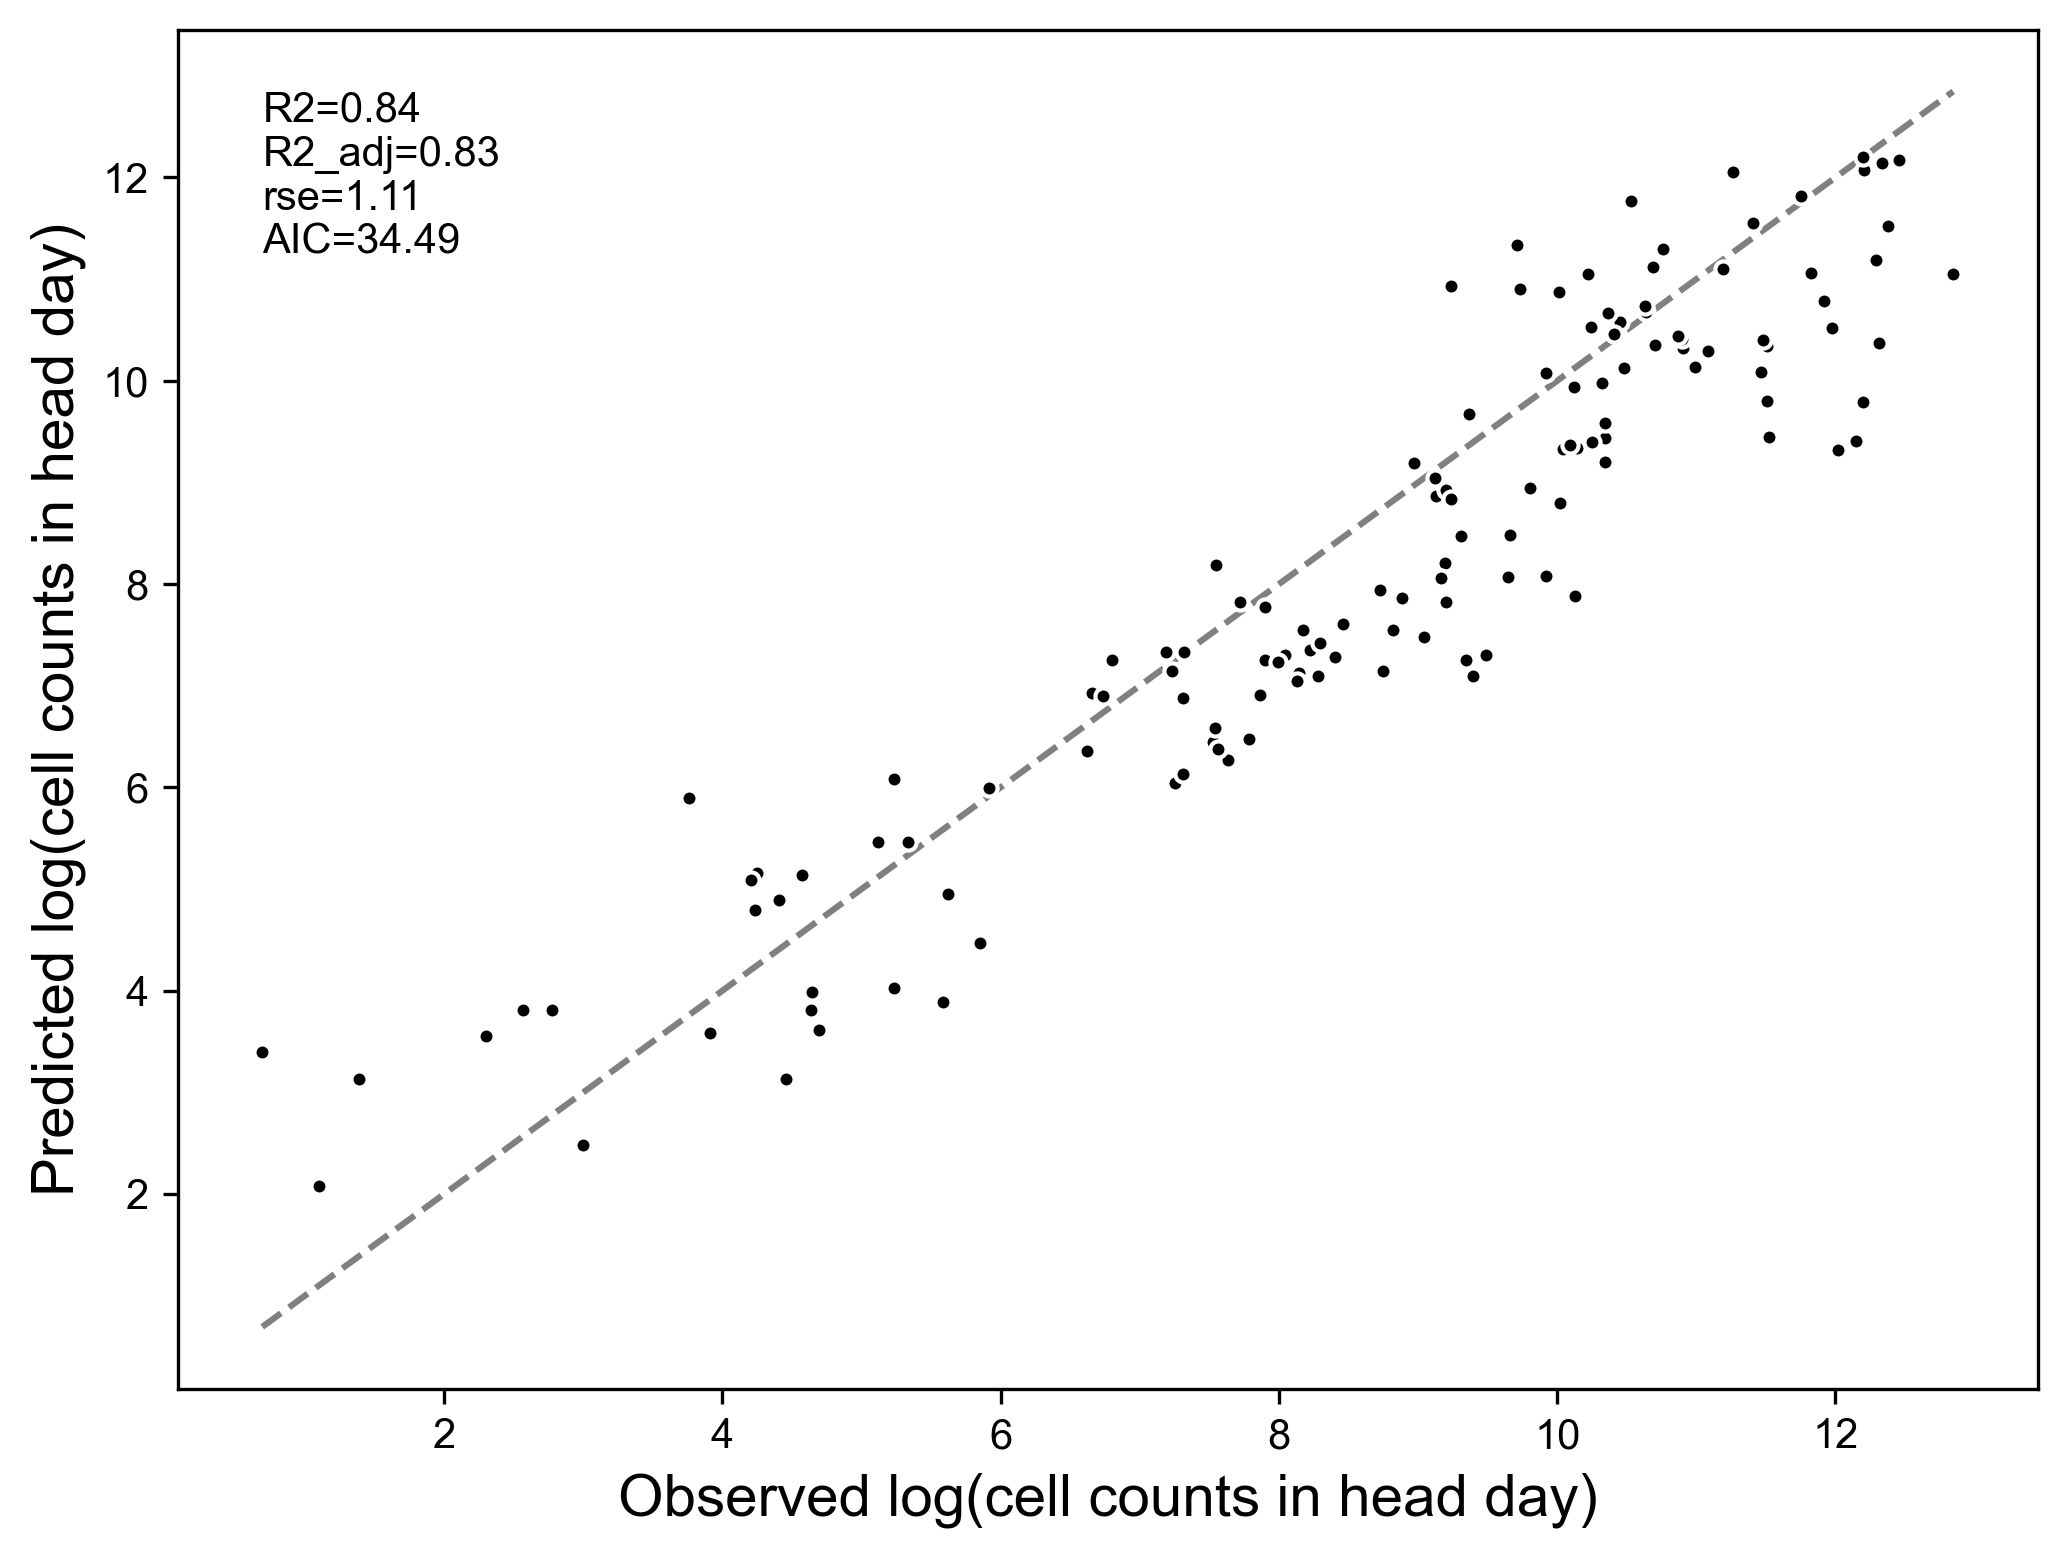 R2=0.84
R2_adj=0.83
rse=1.11
AIC=34.49
Predicted log(cell counts in head day)
12
10
8
6
4
2
2 4 6 8 10 12
Observed log(cell counts in head day)